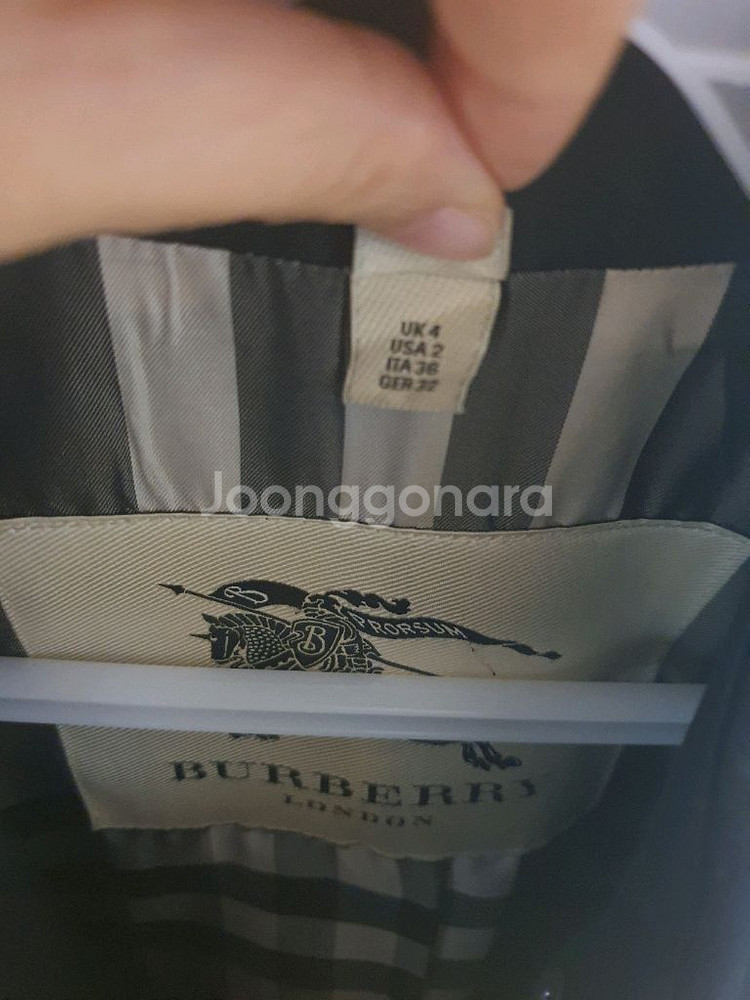 UK 4
USA 2
ITA 36
GER 32
Joonggonara
B
PRORSUM
B
BURBERRY
LONDON